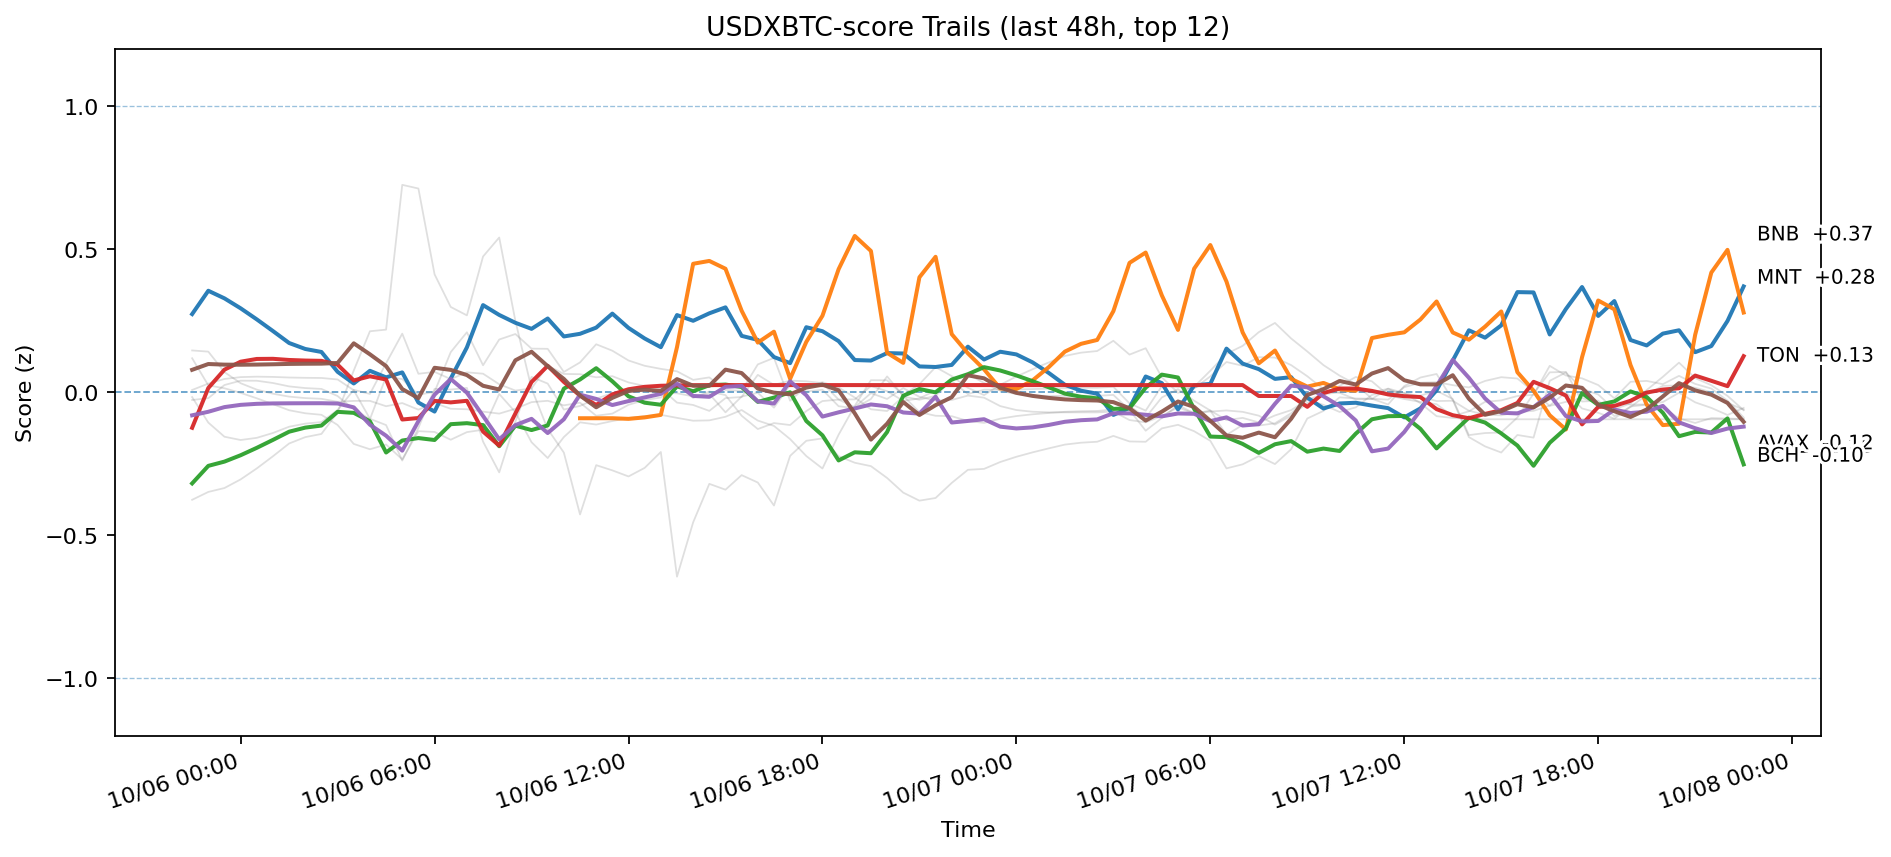 USDXBTC-score Trails (last 48h, top 12)
Score (z)
1.0
0.5
0.0
−0.5
−1.0
BNB +0.37
MNT +0.28
TON +0.13
AVAX -0.12
BCH -0.10
10/06 00:00
10/06 06:00
10/06 12:00
10/06 18:00
10/07 00:00
10/07 06:00
10/07 12:00
10/07 18:00
10/08 00:00
Time